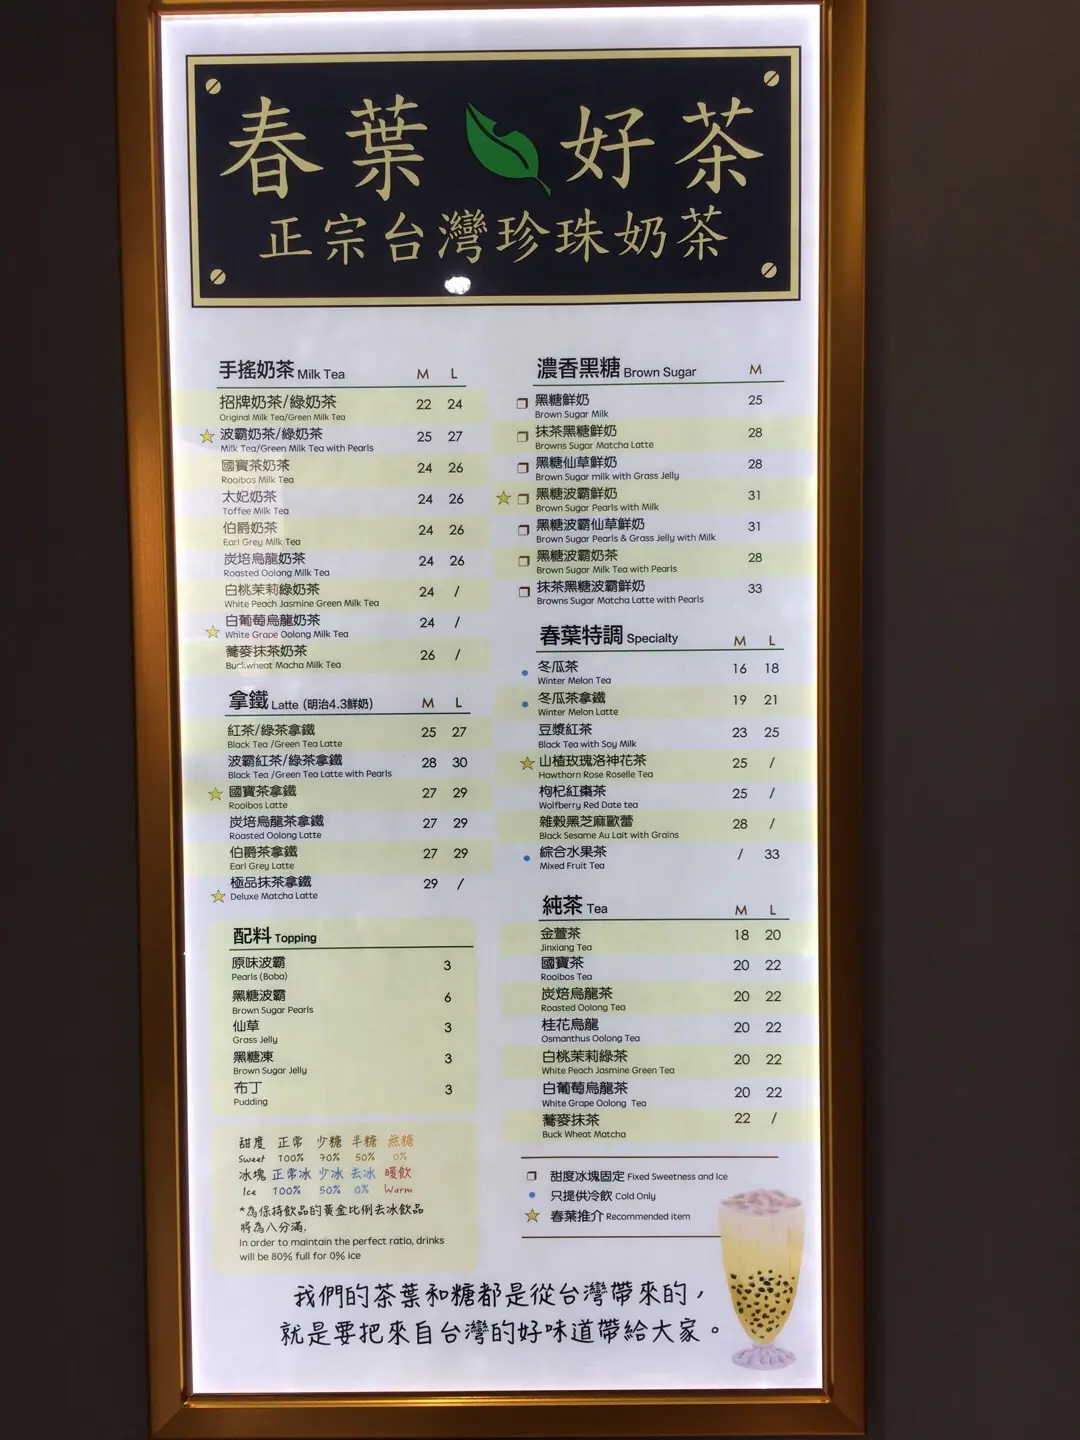 春葉好茶
正宗台灣珍珠奶茶
手搖奶茶 Milk Tea M L
招牌奶茶/綠奶茶 22 24
Original Milk Tea/Green Milk Tea
波霸奶茶/綠奶茶 25 27
Milk Tea/Green Milk Tea with Pearls
國寶茶奶茶 24 26
Rooibos Milk Tea
太妃奶茶 24 26
Toffee Milk Tea
伯爵奶茶 24 26
Earl Grey Milk Tea
炭培烏龍奶茶 24 26
Roasted Oolong Milk Tea
白桃茉莉綠奶茶 24 /
White Peach Jasmine Green Milk Tea
白葡萄烏龍奶茶 24 /
White Grape Oolong Milk Tea
蕎麥抹茶奶茶 26 /
Buckwheat Macha Milk Tea
拿鐵 Latte (明治4.3鮮奶) M L
紅茶/綠茶拿鐵 25 27
Black Tea /Green Tea Latte
波霸紅茶/綠茶拿鐵 28 30
Black Tea /Green Tea Latte with Pearls
國寶茶拿鐵 27 29
Rooibos Latte
炭培烏龍茶拿鐵 27 29
Roasted Oolong Latte
伯爵茶拿鐵 27 29
Earl Grey Latte
極品抹茶拿鐵 29 /
Deluxe Matcha Latte
配料 Topping
原味波霸 3
Pearls (Boba)
黑糖波霸 6
Brown Sugar Pearls
仙草 3
Grass Jelly
黑糖凍 3
Brown Sugar Jelly
布丁 3
Pudding
甜度 正常 少糖 半糖 無糖
Sweet 100% 70% 50% 0%
冰塊 正常冰 少冰 去冰 暖飲
Ice 100% 50% 0% Warm
*為保持飲品的黃金比例去冰飲品
將為八分滿.
In order to maintain the perfect ratio, drinks
will be 80% full for 0% ice
濃香黑糖 Brown Sugar M
黑糖鮮奶 25
Brown Sugar Milk
抹茶黑糖鮮奶 28
Browns Sugar Matcha Latte
黑糖仙草鮮奶 28
Brown Sugar milk with Grass Jelly
黑糖波霸鮮奶 31
Brown Sugar Pearls with Milk
黑糖波霸仙草鮮奶 31
Brown Sugar Pearls & Grass Jelly with Milk
黑糖波霸奶茶 28
Brown Sugar Milk Tea with Pearls
抹茶黑糖波霸鮮奶 33
Browns Sugar Matcha Latte with Pearls
春葉特調 Specialty M L
冬瓜茶 16 18
Winter Melon Tea
冬瓜茶拿鐵 19 21
Winter Melon Latte
豆漿紅茶 23 25
Black Tea with Soy Milk
山楂玫瑰洛神花茶 25 /
Hawthorn Rose Roselle Tea
枸杞紅棗茶 25 /
Wolfberry Red Date tea
雜穀黑芝麻歐蕾 28 /
Black Sesame Au Lait with Grains
綜合水果茶 / 33
Mixed Fruit Tea
純茶 Tea M L
金萱茶 18 20
Jinxiang Tea
國寶茶 20 22
Rooibos Tea
炭焙烏龍茶 20 22
Roasted Oolong Tea
桂花烏龍 20 22
Osmanthus Oolong Tea
白桃茉莉綠茶 20 22
White Peach Jasmine Green Tea
白葡萄烏龍茶 20 22
White Grape Oolong Tea
蕎麥抹茶 22 /
Buck Wheat Matcha
甜度冰塊固定 Fixed Sweetness and Ice
只提供冷飲 Cold Only
春葉推介 Recommended item
我們的茶葉和糖都是從台灣帶來的，
就是要把來自台灣的好味道帶給大家。